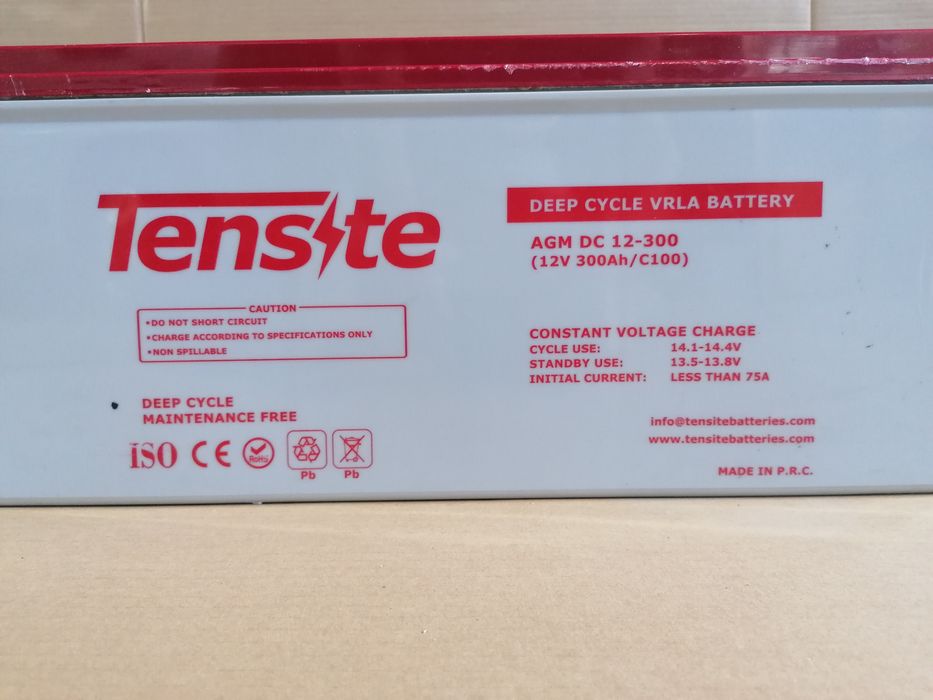 Tensite
CAUTION
•DO NOT SHORT CIRCUIT
•CHARGE ACCORDING TO SPECIFICATIONS ONLY
•NON SPILLABLE
DEEP CYCLE
MAINTENANCE FREE
ISO CE RoHS
Pb Pb
DEEP CYCLE VRLA BATTERY
AGM DC 12-300
(12V 300Ah/C100)
CONSTANT VOLTAGE CHARGE
CYCLE USE: 14.1-14.4V
STANDBY USE: 13.5-13.8V
INITIAL CURRENT: LESS THAN 75A
info@tensitebatteries.com
www.tensitebatteries.com
MADE IN P.R.C.